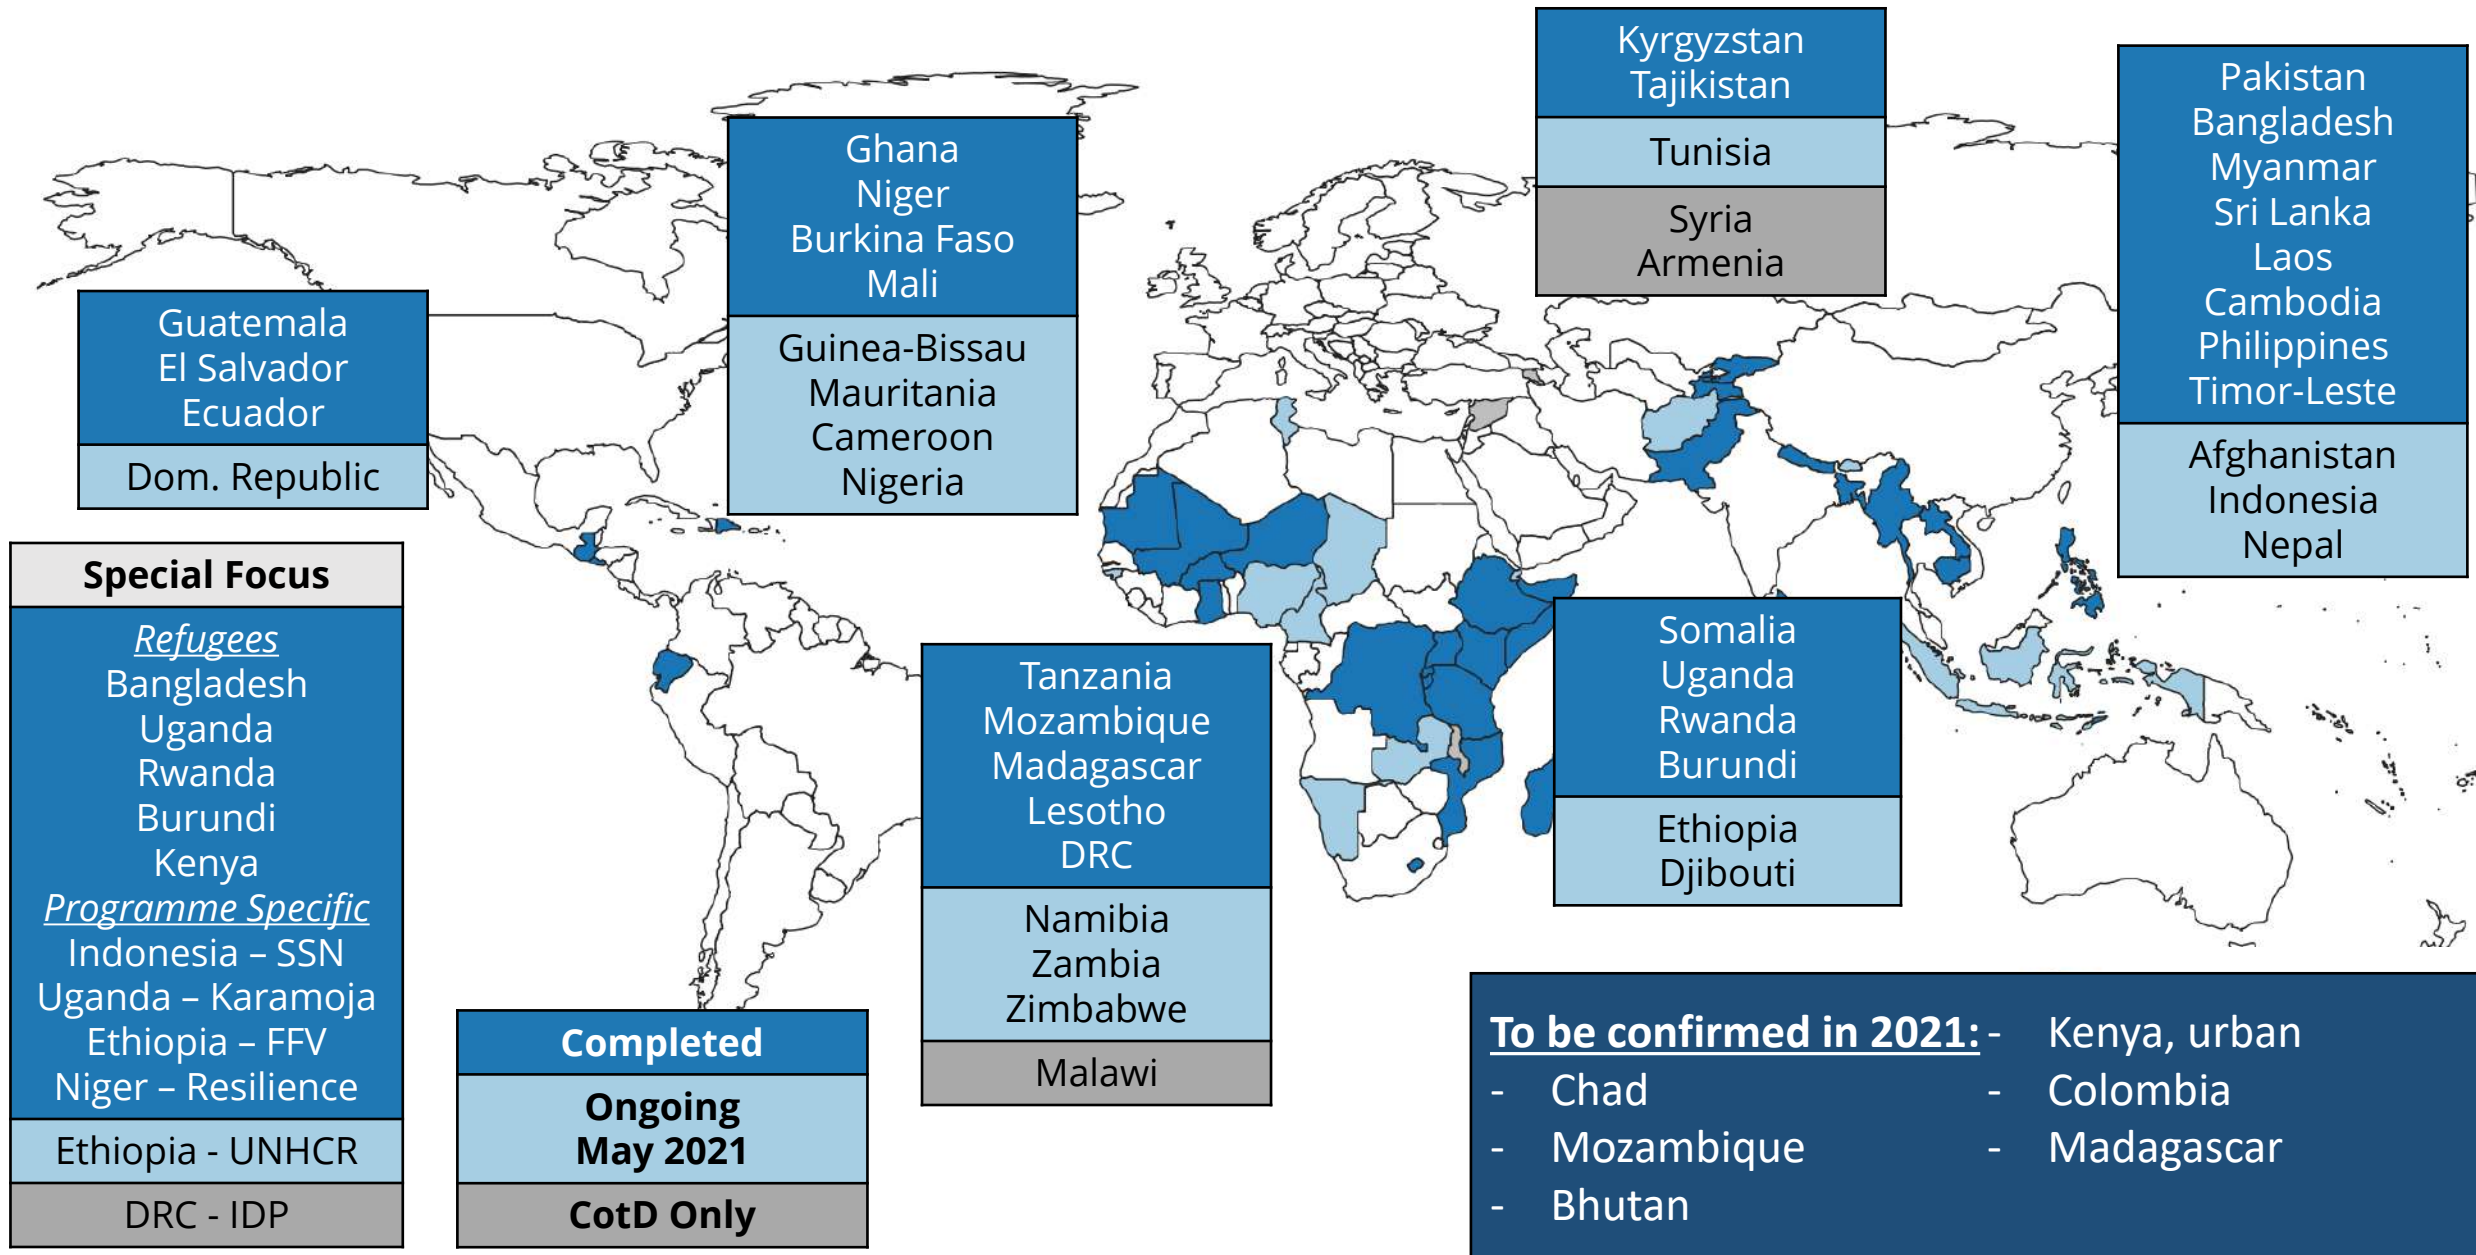 Kyrgyzstan
Tajikistan
Tunisia
Syria
Armenia
Pakistan
Bangladesh
Myanmar
Sri Lanka
Laos
Cambodia
Philippines
Timor-Leste
Afghanistan
Indonesia
Nepal
Ghana
Niger
Burkina Faso
Mali
Guinea-Bissau
Mauritania
Cameroon
Nigeria
Guatemala
El Salvador
Ecuador
Dom. Republic
Special Focus
Refugees
Bangladesh
Uganda
Rwanda
Burundi
Kenya
Programme Specific
Indonesia – SSN
Uganda – Karamoja
Ethiopia – FFV
Niger – Resilience
Ethiopia - UNHCR
DRC - IDP
Completed
Ongoing
May 2021
CotD Only
Tanzania
Mozambique
Madagascar
Lesotho
DRC
Namibia
Zambia
Zimbabwe
Malawi
Somalia
Uganda
Rwanda
Burundi
Ethiopia
Djibouti
To be confirmed in 2021:
- Chad
- Mozambique
- Bhutan
- Kenya, urban
- Colombia
- Madagascar